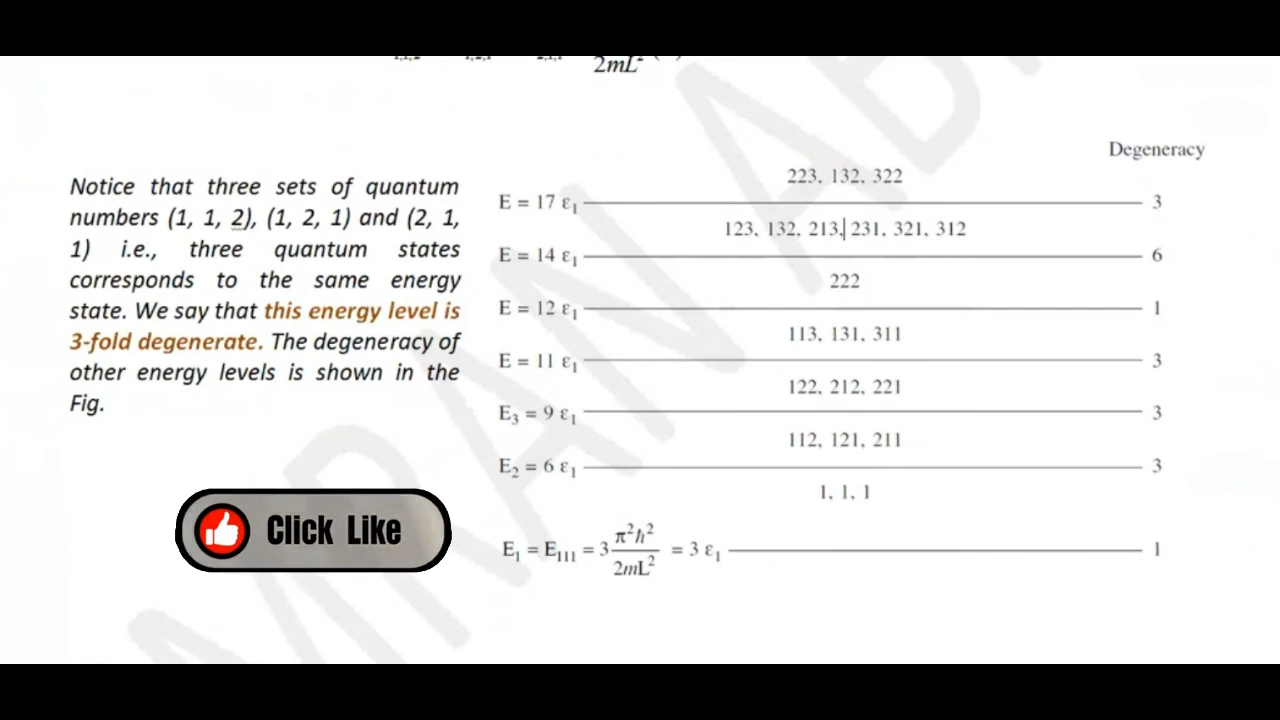 2mL²
Notice that three sets of quantum
numbers (1, 1, 2), (1, 2, 1) and (2, 1,
1) i.e., three quantum states
corresponds to the same energy
state. We say that this energy level is
3-fold degenerate. The degeneracy of
other energy levels is shown in the
Fig.
Click Like
Degeneracy
223, 132, 322
E = 17 ε₁ 3
123, 132, 213, 231, 321, 312
E = 14 ε₁ 6
222
E = 12 ε₁ 1
113, 131, 311
E = 11 ε₁ 3
122, 212, 221
E₃ = 9 ε₁ 3
112, 121, 211
E₂ = 6 ε₁ 3
1, 1, 1
E₁ = E₁₁₁ = 3 π²ħ² / 2mL² = 3 ε₁ 1